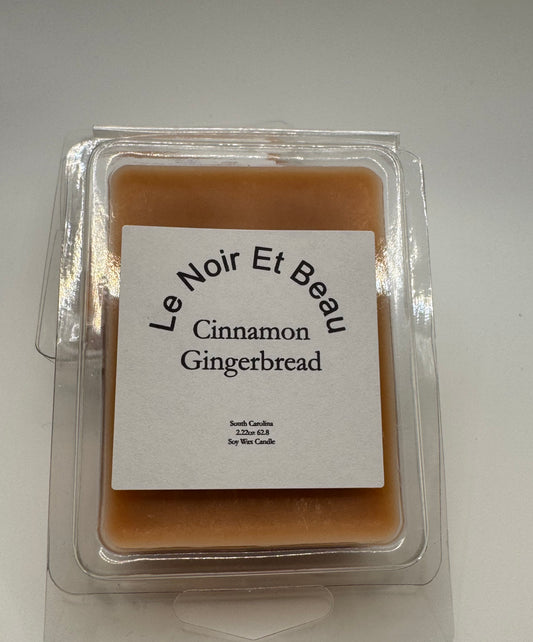 Le Noir Et Beau
Cinnamon
Gingerbread
South Carolina
2.22oz 62.8
Soy Wax Candle